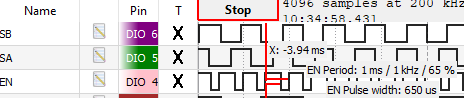 Name Pin T Stop 4096 samples at 200 kHz
10:34:58.431
SB DIO 6 X
SA DIO 5 X X: -3.94 ms
EN DIO 4 X EN Period: 1 ms / 1 kHz / 65 %
EN Pulse width: 650 us